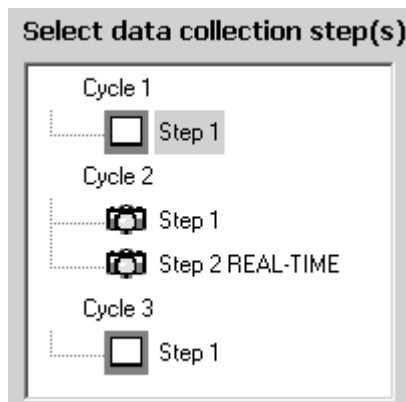 Select data collection step(s)
Cycle 1
Step 1
Cycle 2
Step 1
Step 2 REAL-TIME
Cycle 3
Step 1